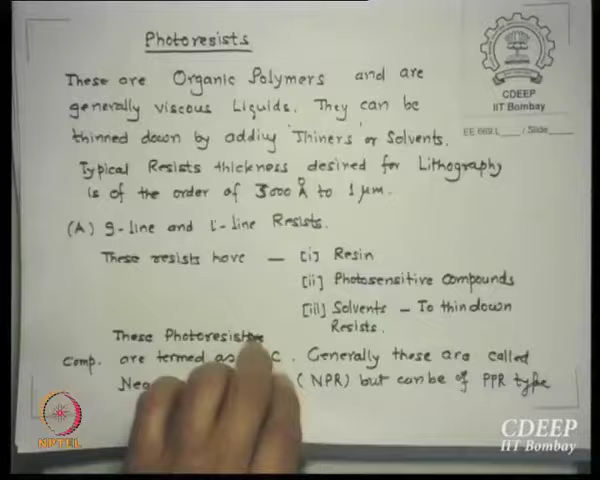 Photoresists
These are Organic Polymers and are
generally viscous Liquids. They can be
thinned down by adding 'Thiners' or Solvents.
Typical Resists thickness desired for Lithography
is of the order of 3000 Å to 1 μm.
(A) g-line and i-line Resists.
These resists have — [i] Resin
[ii] Photosensitive Compounds
[iii] Solvents — To thin down
Resists.
These
Comp. are termed as C. Generally these are called
(NPR) but can be of PPR type
CDEEP
IIT Bombay
EE 669 L____ / Slide____
NPTEL
CDEEP
IIT Bombay